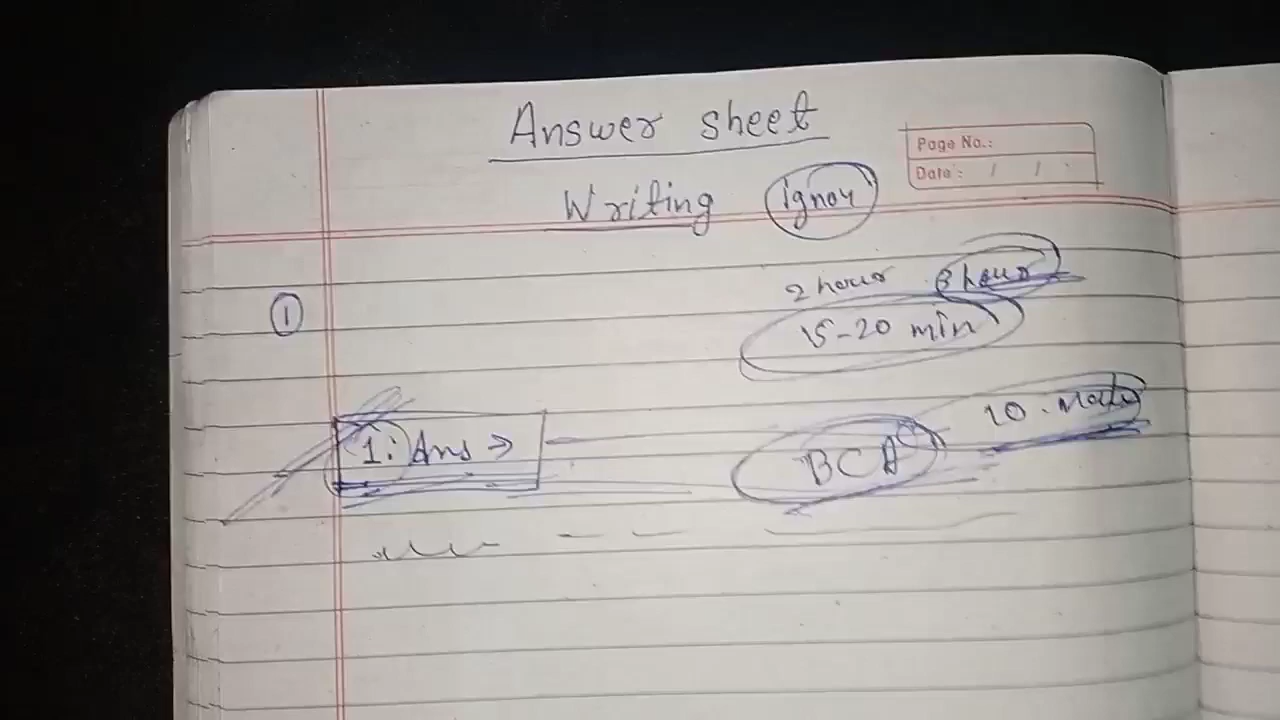 Answer sheet
Page No.:
Date: / /
Writing ignou
2 hour 3 hour
①
15-20 min
10 - Marks
1: Ans →
BCA